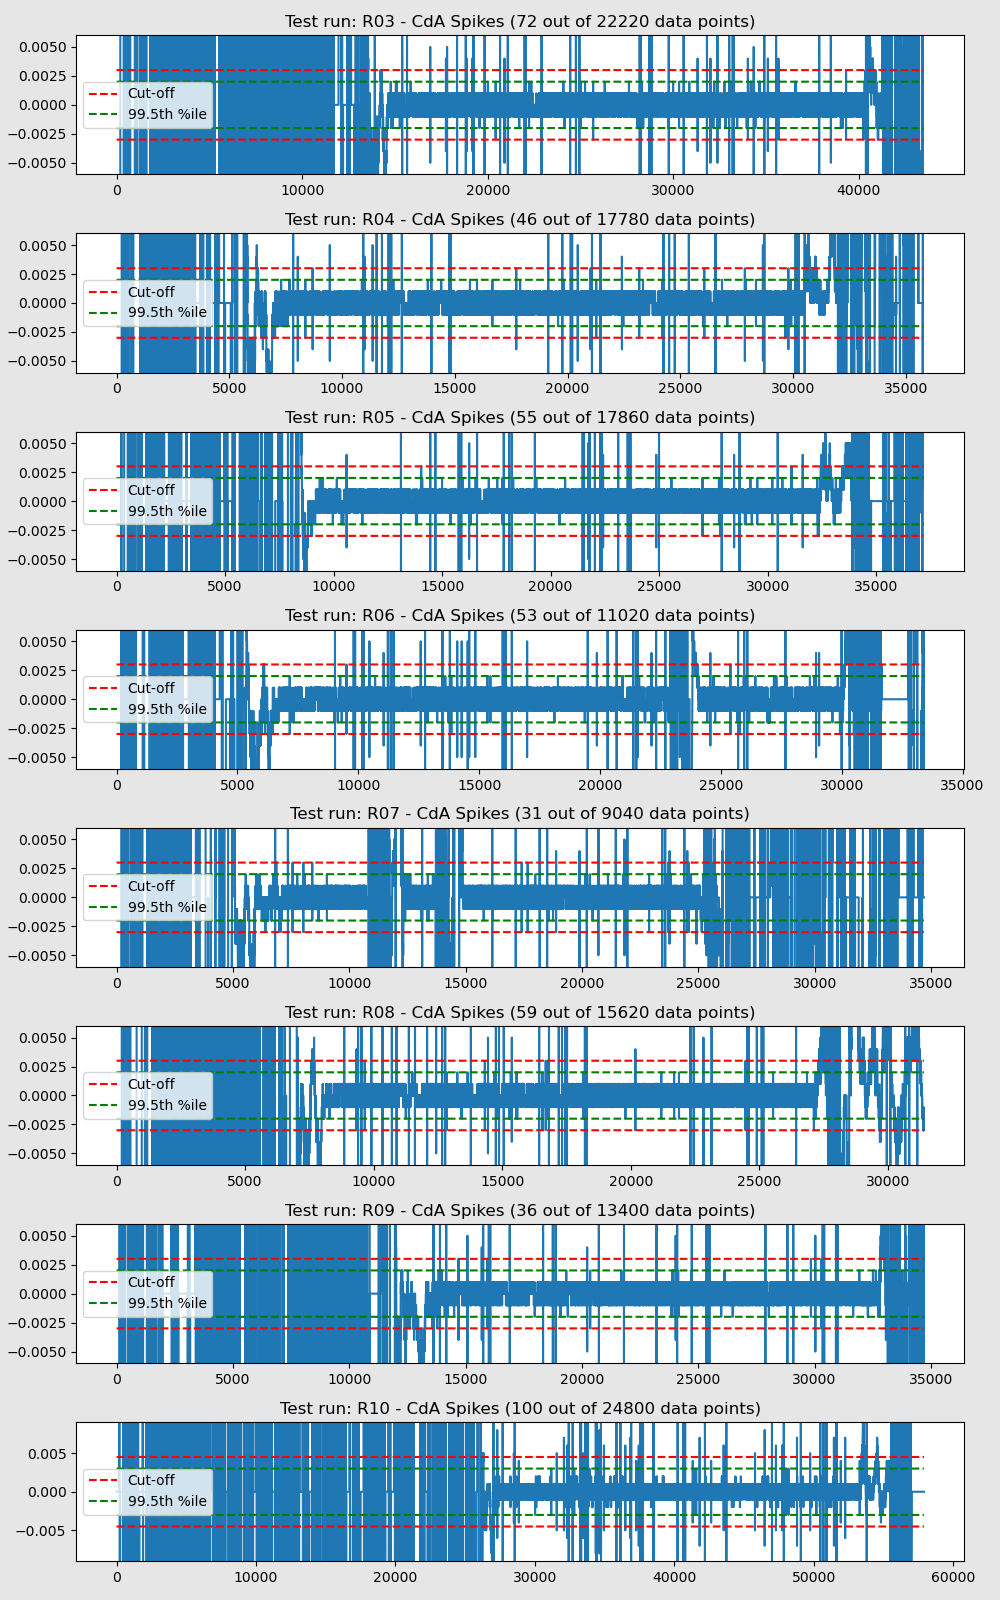 Test run: R03 - CdA Spikes (72 out of 22220 data points)
0.0050
0.0025
0.0000
−0.0025
−0.0050
Cut-off
99.5th %ile
0 10000 20000 30000 40000
Test run: R04 - CdA Spikes (46 out of 17780 data points)
0.0050
0.0025
0.0000
−0.0025
−0.0050
Cut-off
99.5th %ile
0 5000 10000 15000 20000 25000 30000 35000
Test run: R05 - CdA Spikes (55 out of 17860 data points)
0.0050
0.0025
0.0000
−0.0025
−0.0050
Cut-off
99.5th %ile
0 5000 10000 15000 20000 25000 30000 35000
Test run: R06 - CdA Spikes (53 out of 11020 data points)
0.0050
0.0025
0.0000
−0.0025
−0.0050
Cut-off
99.5th %ile
0 5000 10000 15000 20000 25000 30000 35000
Test run: R07 - CdA Spikes (31 out of 9040 data points)
0.0050
0.0025
0.0000
−0.0025
−0.0050
Cut-off
99.5th %ile
0 5000 10000 15000 20000 25000 30000 35000
Test run: R08 - CdA Spikes (59 out of 15620 data points)
0.0050
0.0025
0.0000
−0.0025
−0.0050
Cut-off
99.5th %ile
0 5000 10000 15000 20000 25000 30000
Test run: R09 - CdA Spikes (36 out of 13400 data points)
0.0050
0.0025
0.0000
−0.0025
−0.0050
Cut-off
99.5th %ile
0 5000 10000 15000 20000 25000 30000 35000
Test run: R10 - CdA Spikes (100 out of 24800 data points)
0.005
0.000
−0.005
Cut-off
99.5th %ile
0 10000 20000 30000 40000 50000 60000